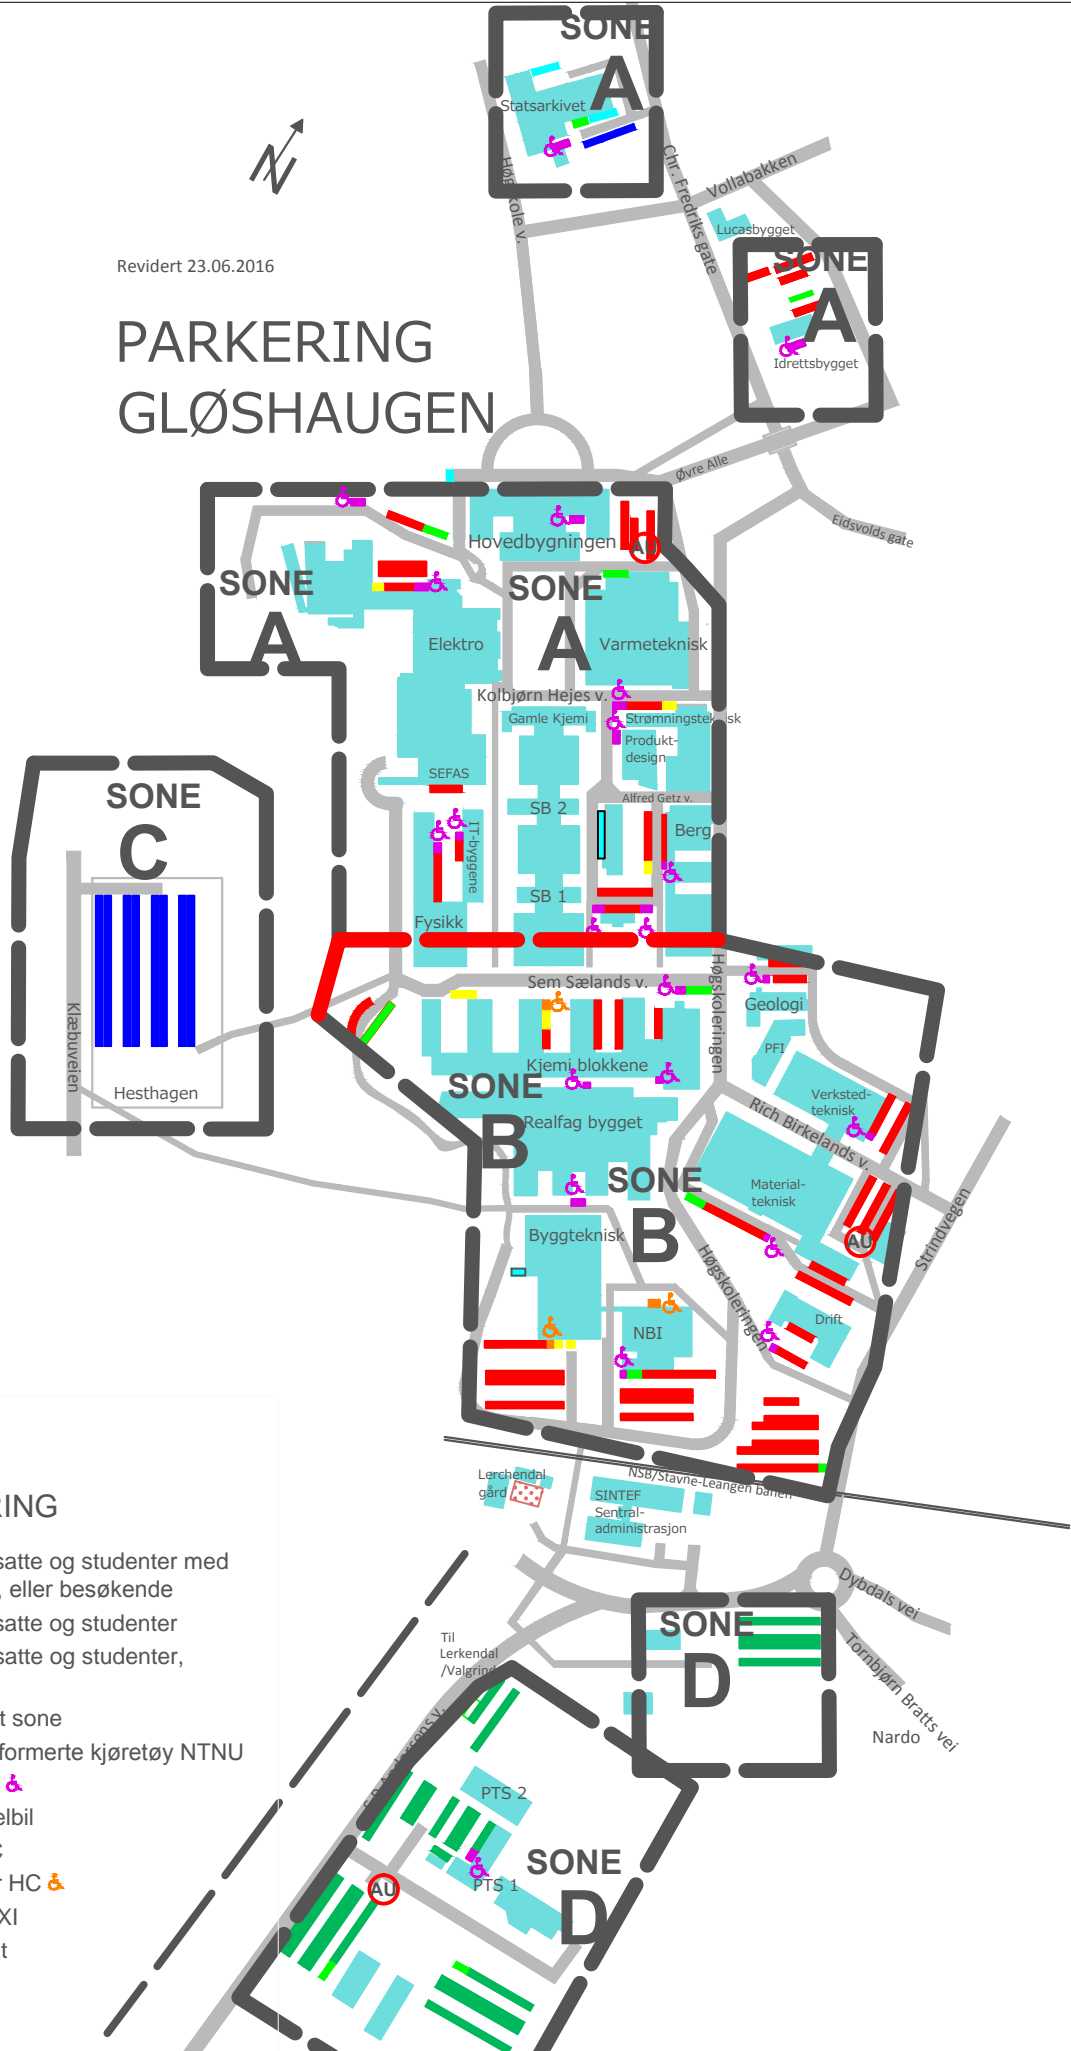 SONE
A
Statsarkivet
Høgskole v.
Chr. Fredriks gate
Vollabakken
N
Lucasbygget
SONE
A
Idrettsbygget
Revidert 23.06.2016
PARKERING
GLØSHAUGEN
Øvre Alle
Eidsvolds gate
Hovedbygningen
AU
SONE
A
SONE
A
Elektro
Varmeteknisk
Kolbjørn Hejes v.
Gamle Kjemi
Strømningsteknisk
Produkt-
design
SEFAS
Alfred Getz v.
SONE
C
SB 2
IT-byggene
Berg
SB 1
Fysikk
Sem Sælands v.
Høgskoleringen
Geologi
Klæbuveien
Hesthagen
PFI
Kjemi blokkene
SONE
B
Realfag bygget
Verksted-
teknisk
Rich Birkelands v.
SONE
B
Material-
teknisk
Byggteknisk
AU
Strindvegen
Høgskoleringen
NBI
Drift
Lerchendal
gård
NSB/Stavne-Leangen banen
SINTEF
Sentral-
administrasjon
RING
satte og studenter med
, eller besøkende
satte og studenter
satte og studenter,
t sone
formerte kjøretøy NTNU
elbil
r HC
XI
t
Dybdals vei
SONE
D
Til
Lerkendal
/Valgrind
Tornbjørn Bratts vei
Nardo
PTS 2
PTS 1
AU
SONE
D